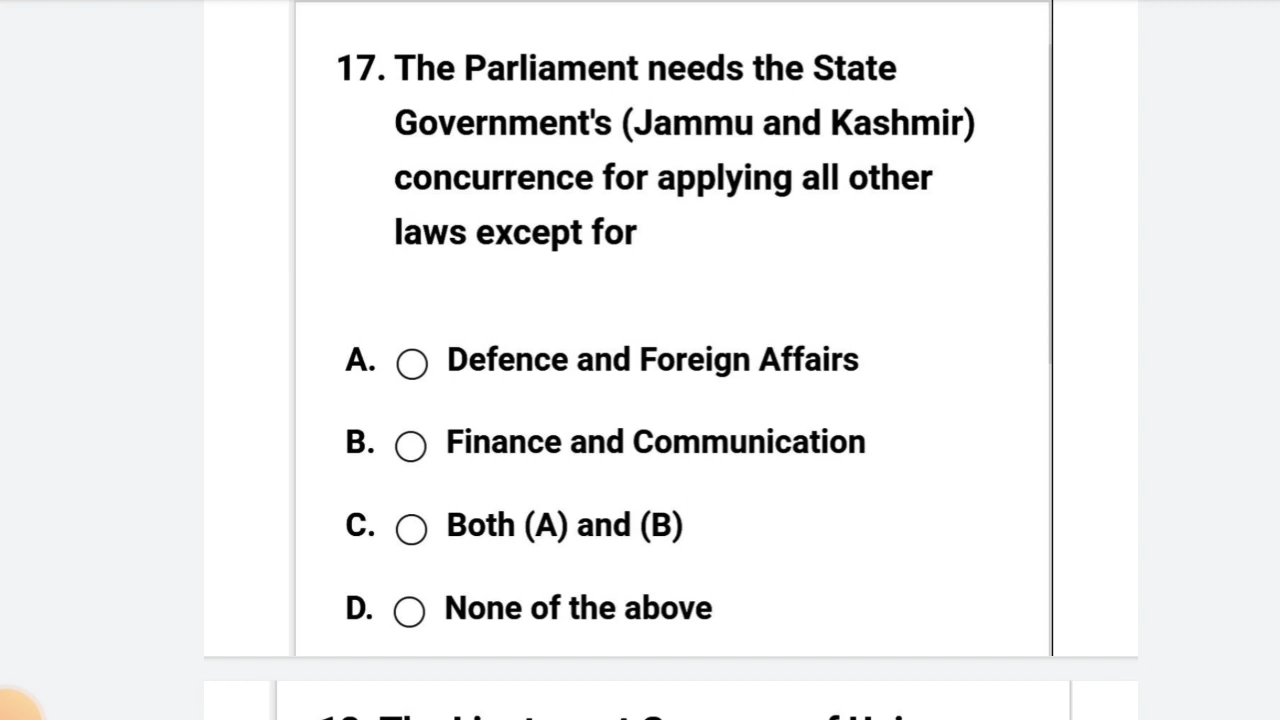 17. The Parliament needs the State
Government's (Jammu and Kashmir)
concurrence for applying all other
laws except for
A. Defence and Foreign Affairs
B. Finance and Communication
C. Both (A) and (B)
D. None of the above